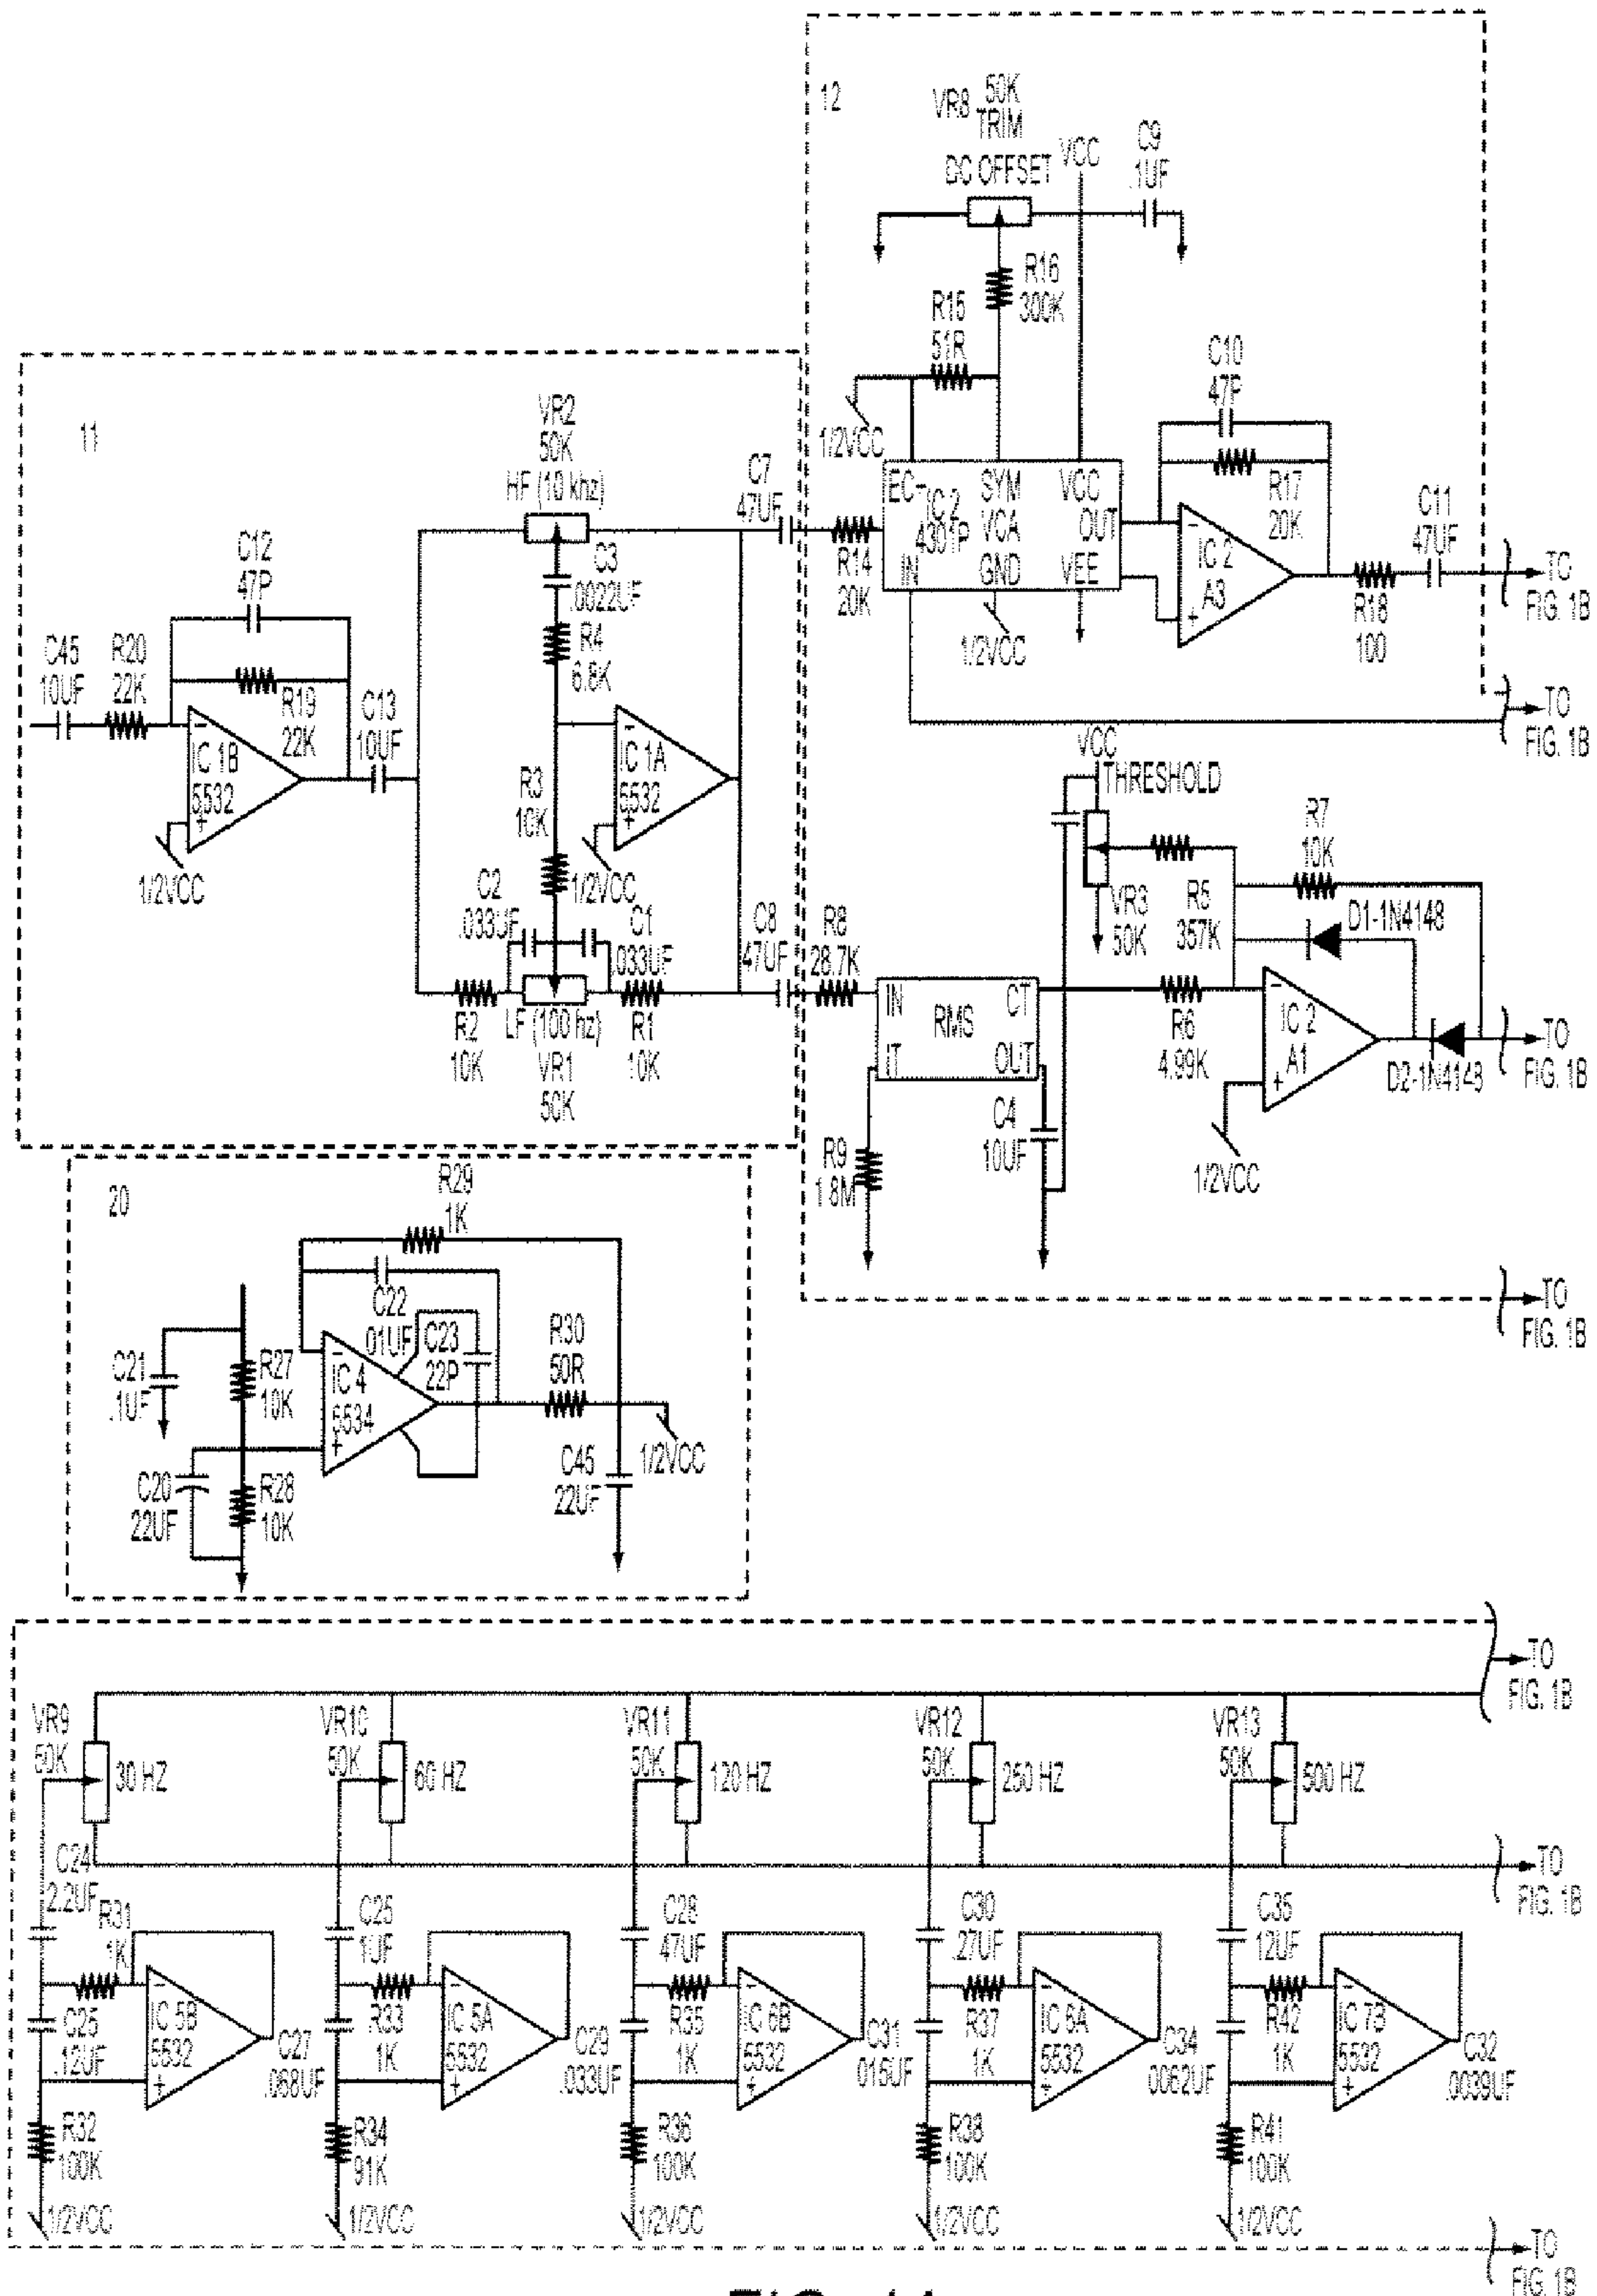 12
VR8
50K
TRIM
DC OFFSET
VCC
C9
.1UF
R16
300K
R15
51R
1/2VCC
C10
47P
R17
20K
C11
47UF
EC-
SYM
VCC
IC 2
VCA
OUT
4301P
IN
GND
VEE
1/2VCC
IC 2
A3
R18
100
TO
FIG. 1B
TO
FIG. 1B
R14
20K
11
VR2
50K
HF (10 khz)
C7
47UF
C3
.0022UF
R4
6.8K
C12
47P
C45
10UF
R20
22K
R19
22K
C13
10UF
IC 1B
5532
1/2VCC
IC 1A
5532
1/2VCC
R3
10K
C2
.033UF
C1
.033UF
R2
10K
LF (100 hz)
VR1
50K
R1
10K
C8
47UF
R8
28.7K
VCC
THRESHOLD
VR3
50K
R5
357K
R7
10K
D1-1N4148
R6
4.99K
IC 2
A1
D2-1N4148
1/2VCC
TO
FIG. 1B
IN
CT
RMS
IT
OUT
R9
1.8M
C4
10UF
TO
FIG. 1B
20
R29
1K
C22
01UF
C23
22P
R30
50R
C21
.1UF
R27
10K
IC 4
5534
C20
22UF
R28
10K
C45
22UF
1/2VCC
TO
FIG. 1B
VR9
50K
30 HZ
VR10
50K
60 HZ
VR11
50K
120 HZ
VR12
50K
250 HZ
VR13
50K
500 HZ
TO
FIG. 1B
C24
2.2UF
R31
1K
C25
.12UF
IC 5B
5532
R32
100K
1/2VCC
1UF
R33
1K
C27
.068UF
IC 5A
5532
R34
91K
1/2VCC
C28
47UF
R35
1K
C29
.033UF
IC 6B
5532
R36
100K
1/2VCC
C30
.27UF
R37
1K
C31
015UF
IC 6A
5532
R38
100K
1/2VCC
C35
12UF
R42
1K
C34
0062UF
IC 7B
5532
C32
.0039UF
R41
100K
1/2VCC
TO
FIG. 1B